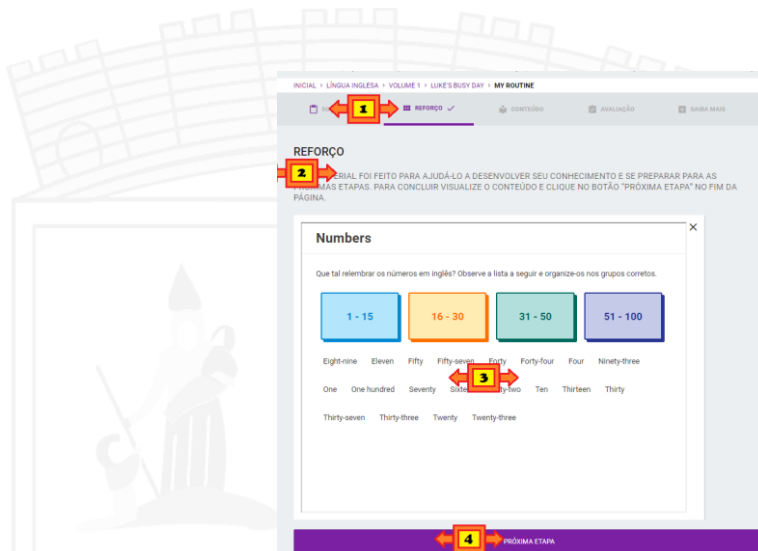 INICIAL > LÍNGUA INGLESA > VOLUME 1 > LUKE'S BUSY DAY > MY ROUTINE
1 REFORÇO CONTEÚDO AVALIAÇÃO SAIBA MAIS
REFORÇO
2 FOI FEITO PARA AJUDÁ-LO A DESENVOLVER SEU CONHECIMENTO E SE PREPARAR PARA AS
ETAPAS. PARA CONCLUIR VISUALIZE O CONTEÚDO E CLIQUE NO BOTÃO "PRÓXIMA ETAPA" NO FIM DA
PÁGINA.
Numbers
Que tal relembrar os números em inglês? Observe a lista a seguir e organize-os nos grupos corretos.
1 - 15 16 - 30 31 - 50 51 - 100
Eight-nine Eleven Fifty Fifty-seven Forty Forty-four Four Ninety-three
One One hundred Seventy 3 Ten Thirteen Thirty
Thirty-seven Thirty-three Twenty Twenty-three
4 PRÓXIMA ETAPA